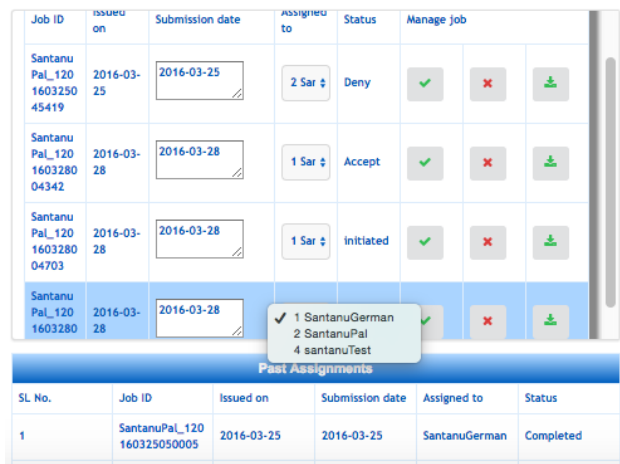 Job ID issued on Submission date Assigned to Status Manage job
Santanu
Pal_120
1603250
45419
2016-03-
25
2016-03-25
2 Sar
Deny
Santanu
Pal_120
1603280
04342
2016-03-
28
2016-03-28
1 Sar
Accept
Santanu
Pal_120
1603280
04703
2016-03-
28
2016-03-28
1 Sar
initiated
Santanu
Pal_120
1603280
2016-03-
28
2016-03-28
✓ 1 SantanuGerman
2 SantanuPal
4 santanuTest
Past Assignments
SL No. Job ID Issued on Submission date Assigned to Status
1
SantanuPal_120
160325050005
2016-03-25
2016-03-25
SantanuGerman
Completed